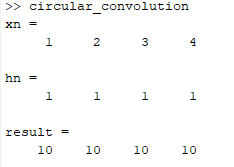 >> circular_convolution
xn =
1 2 3 4
hn =
1 1 1 1
result =
10 10 10 10